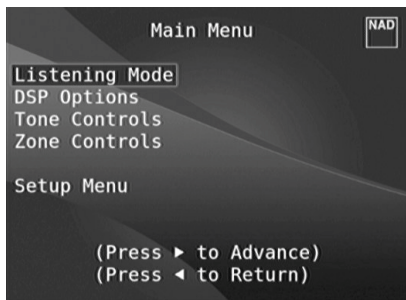 Main Menu
NAD
Listening Mode
DSP Options
Tone Controls
Zone Controls
Setup Menu
(Press ► to Advance)
(Press ◄ to Return)